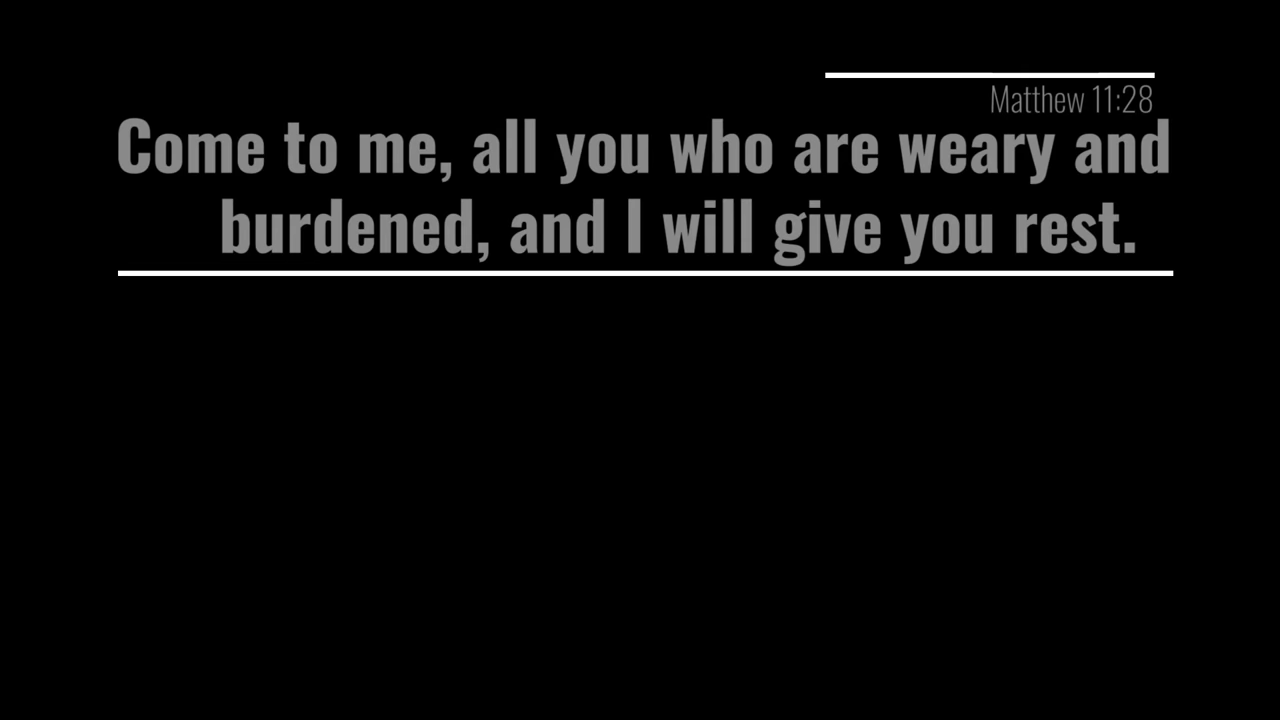 Matthew 11:28
Come to me, all you who are weary and
burdened, and I will give you rest.